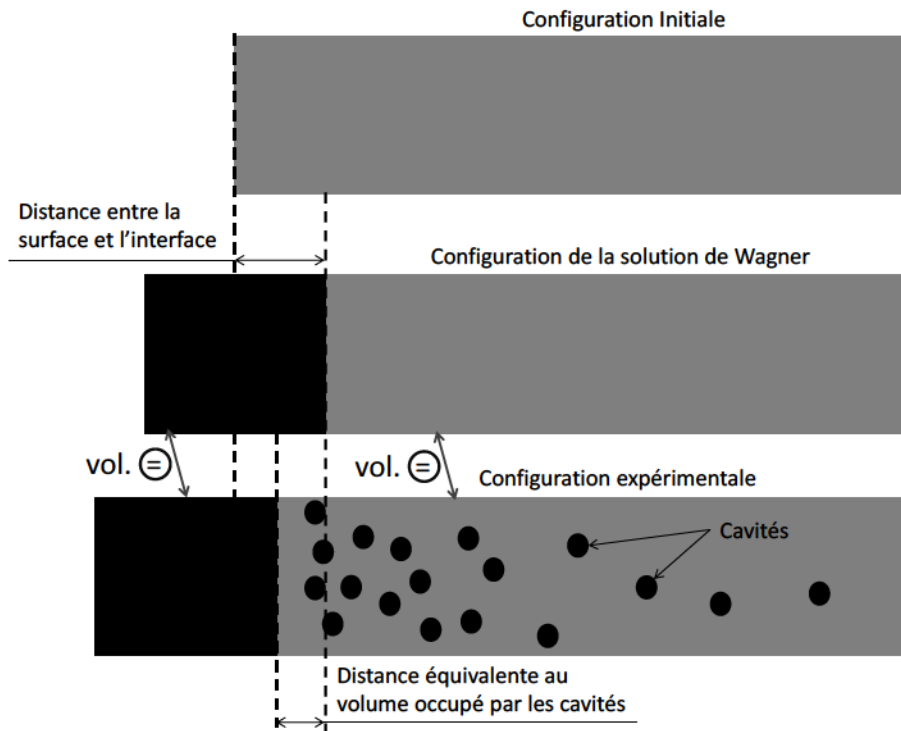 Configuration Initiale
Distance entre la
surface et l'interface
Configuration de la solution de Wagner
vol. =
vol. =
Configuration expérimentale
Cavités
Distance équivalente au
volume occupé par les cavités